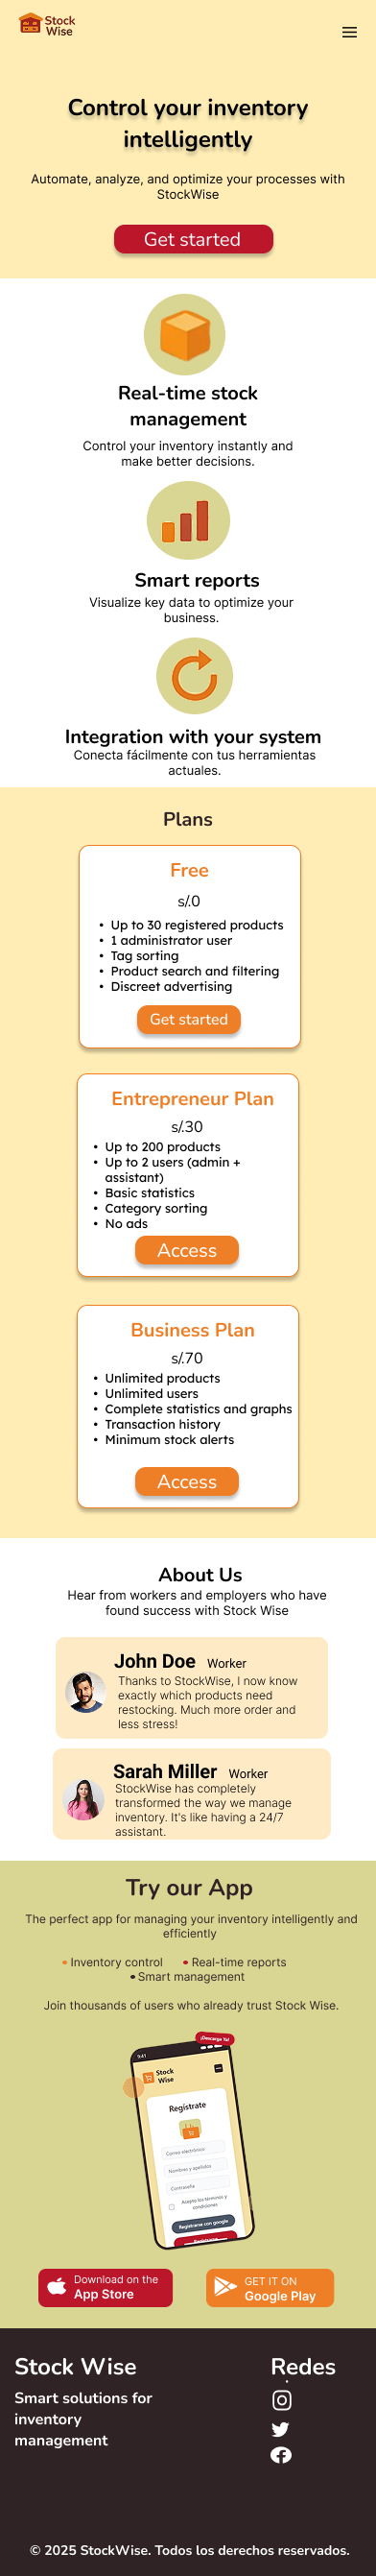 Stock
Wise
Control your inventory
intelligently
Automate, analyze, and optimize your processes with
StockWise
Get started
Real-time stock
management
Control your inventory instantly and
make better decisions.
Smart reports
Visualize key data to optimize your
business.
Integration with your system
Conecta fácilmente con tus herramientas
actuales.
Plans
Free
s/.0
• Up to 30 registered products
• 1 administrator user
• Tag sorting
• Product search and filtering
• Discreet advertising
Get started
Entrepreneur Plan
s/.30
• Up to 200 products
• Up to 2 users (admin +
assistant)
• Basic statistics
• Category sorting
• No ads
Access
Business Plan
s/.70
• Unlimited products
• Unlimited users
• Complete statistics and graphs
• Transaction history
• Minimum stock alerts
Access
About Us
Hear from workers and employers who have
found success with Stock Wise
John Doe Worker
Thanks to StockWise, I now know
exactly which products need
restocking. Much more order and
less stress!
Sarah Miller Worker
StockWise has completely
transformed the way we manage
inventory. It's like having a 24/7
assistant.
Try our App
The perfect app for managing your inventory intelligently and
efficiently
• Inventory control • Real-time reports
• Smart management
Join thousands of users who already trust Stock Wise.
¡Descarga Ya!
9:41
Stock
Wise
Regístrate
Correo electrónico
Nombres y apellidos
Contraseña
Acepto los términos y
condiciones
Registrarse con google
Download on the
App Store
GET IT ON
Google Play
Stock Wise
Redes
Smart solutions for
inventory
management
© 2025 StockWise. Todos los derechos reservados.